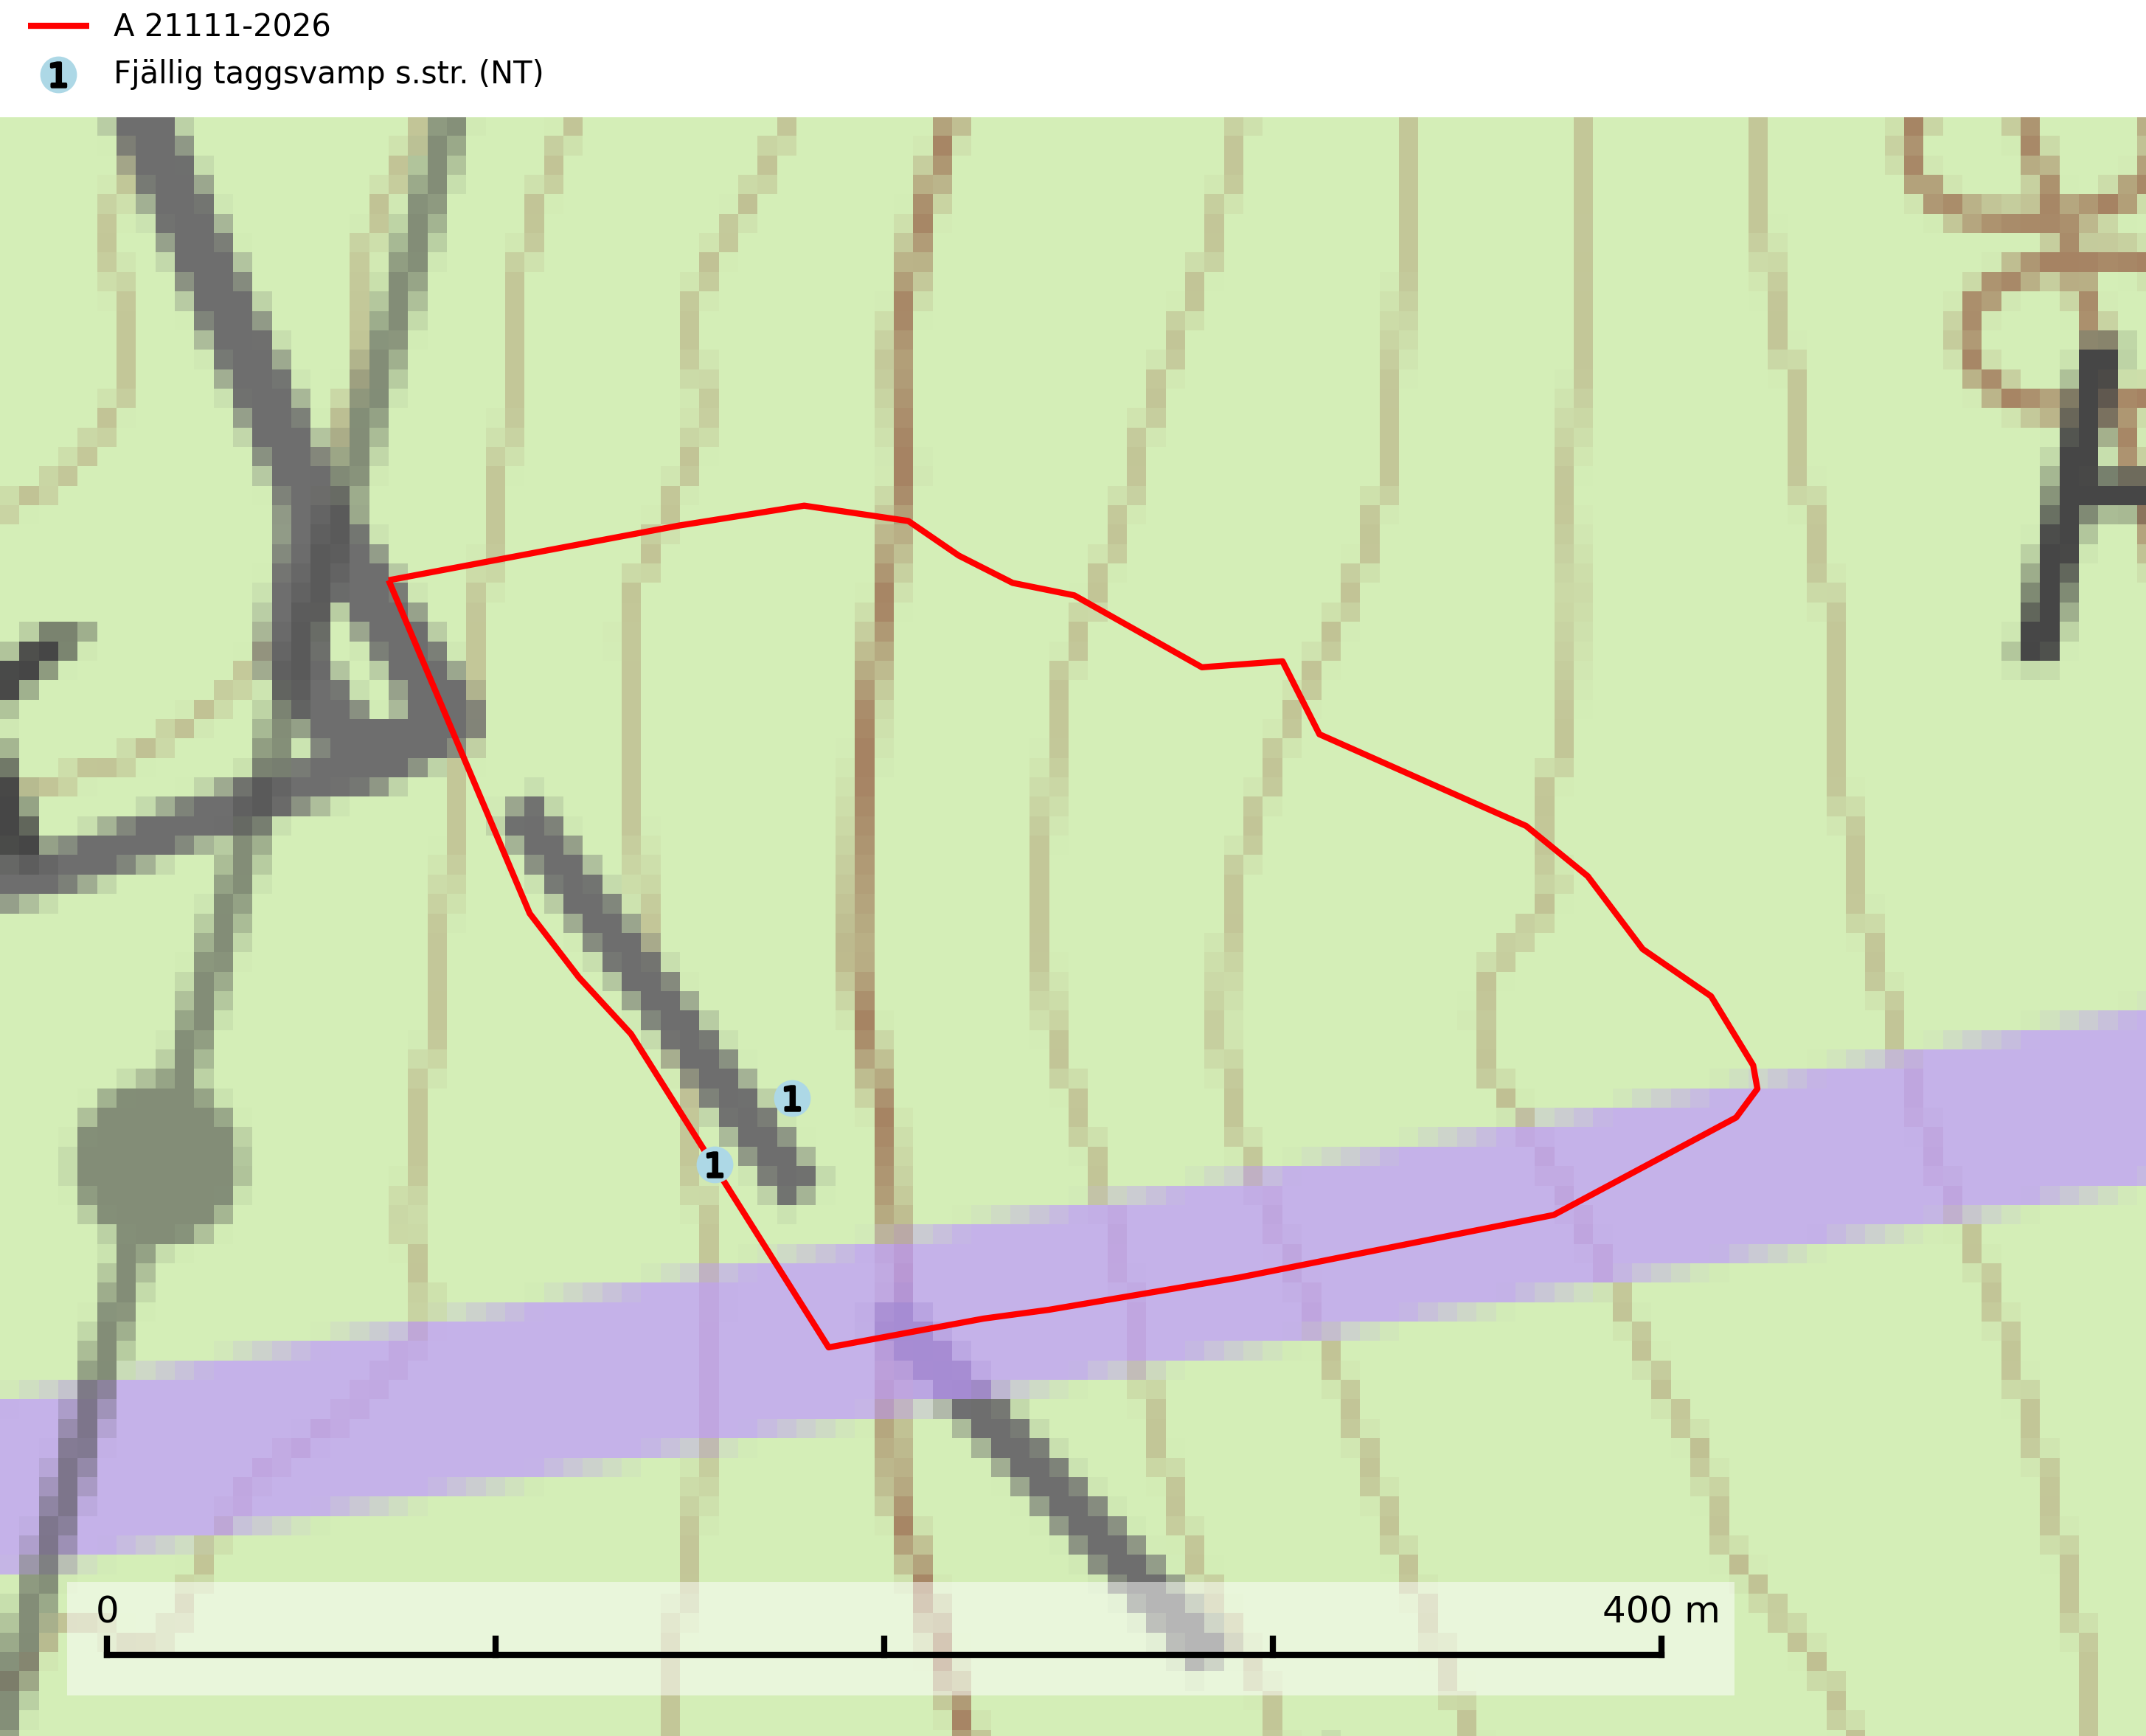 A 21111-2026
1 Fjällig taggsvamp s.str. (NT)
1
1
0 400 m